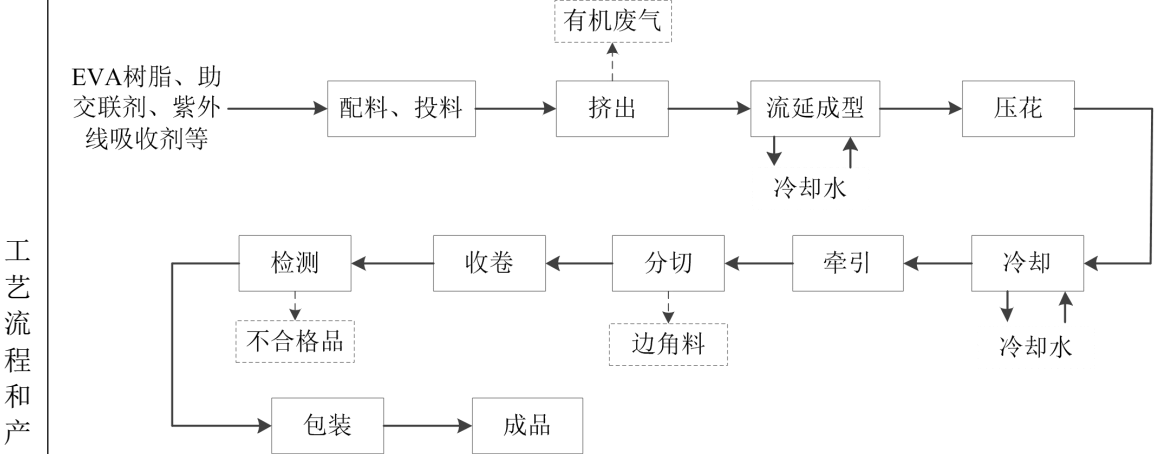 有机废气
EVA树脂、助
交联剂、紫外
线吸收剂等
配料、投料
挤出
流延成型
压花
冷却水
检测
收卷
分切
牵引
冷却
不合格品
边角料
冷却水
包装
成品
工
艺
流
程
和
产